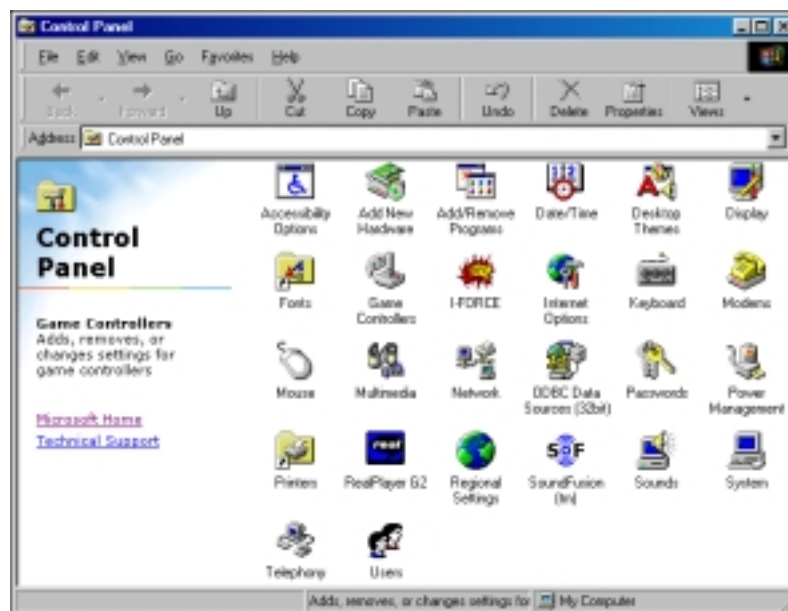 Control Panel
File Edit View Go Favorites Help
Back Forward Up Cut Copy Paste Undo Delete Properties Views
Address Control Panel
Control
Panel
Game Controllers
Adds, removes, or
changes settings for
game controllers
Microsoft Home
Technical Support
Accessibility
Options
Add New
Hardware
Add/Remove
Programs
Date/Time
Desktop
Themes
Display
Fonts
Game
Controllers
I-FORCE
Internet
Options
Keyboard
Modems
Mouse
Multimedia
Network
ODBC Data
Sources (32bit)
Passwords
Power
Management
Printers
real
RealPlayer G2
Regional
Settings
SoundFusion
(tm)
Sounds
System
Telephony
Users
Adds, removes, or changes settings for My Computer